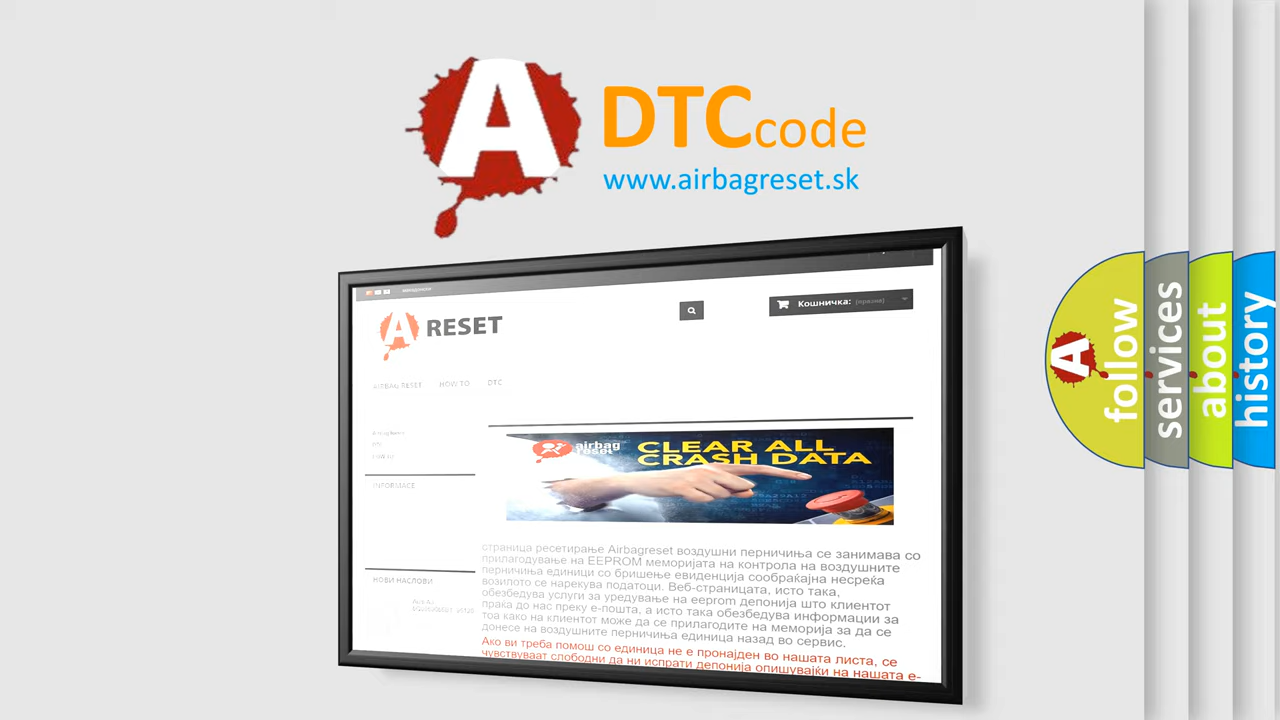 A
DTC code
www.airbagreset.sk
A RESET
Кошничка: (празни)
AIRBAG RESET HOW TO DTC
INFORMACE
airbag
reset
CLEAR ALL
CRASH DATA
страница ресетирање Airbagreset воздушни перничиња се занимава со
прилагодување на EEPROM меморијата на контрола на воздушните
перничиња единици со бришење евиденција сообраќајна несреќа
возилото се нарекува податоци. Веб-страницата, исто така,
обезбедува услуги за уредување на eeprom депонија што клиентот
праќа до нас преку е-пошта, а исто така обезбедува информации за
тоа како на клиентот може да се прилагодите на меморија за да се
донесе на воздушните перничиња единица назад во сервис.
Ако ви треба помош со единица не е пронајден во нашата листа, се
чувствуваат слободни да ни испрати депонија опишувајќи на нашата е-
НОВИ НАСЛОВИ
A
follow
services
about
history